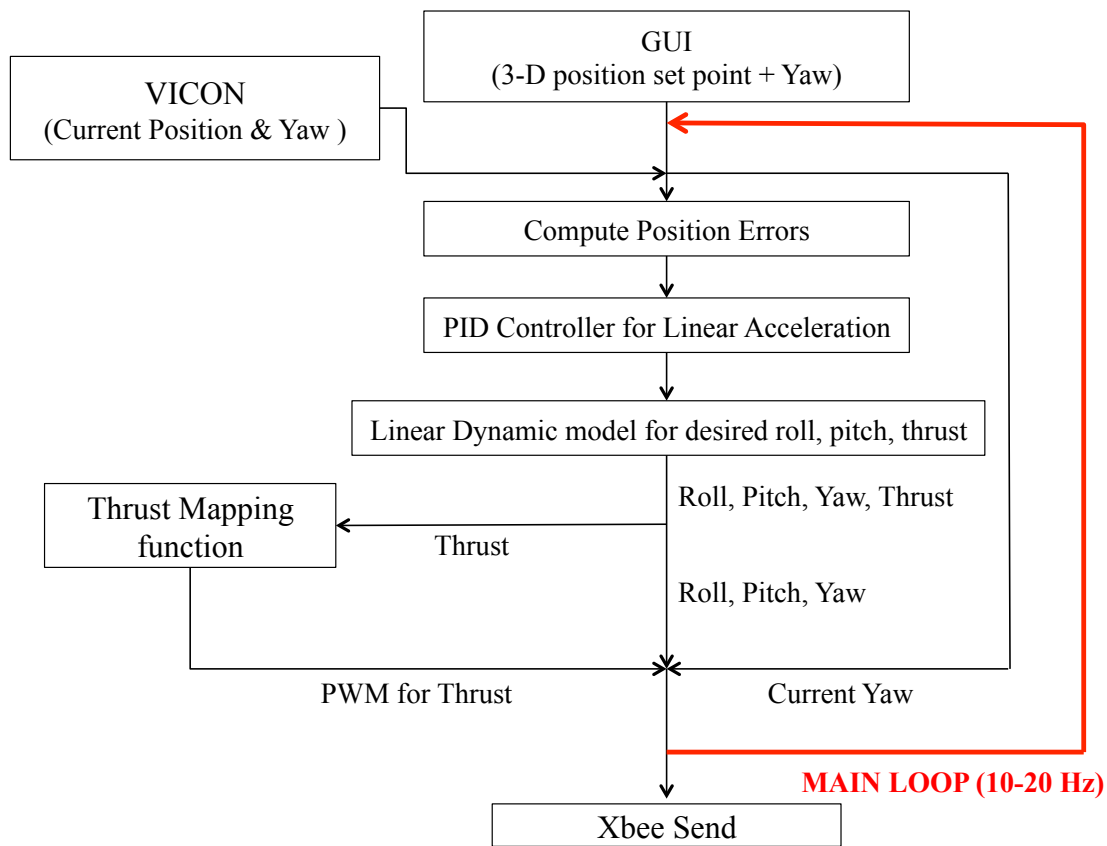 GUI
(3-D position set point + Yaw)
VICON
(Current Position & Yaw )
Compute Position Errors
PID Controller for Linear Acceleration
Linear Dynamic model for desired roll, pitch, thrust
Roll, Pitch, Yaw, Thrust
Thrust Mapping
function
Thrust
Roll, Pitch, Yaw
PWM for Thrust
Current Yaw
MAIN LOOP (10-20 Hz)
Xbee Send